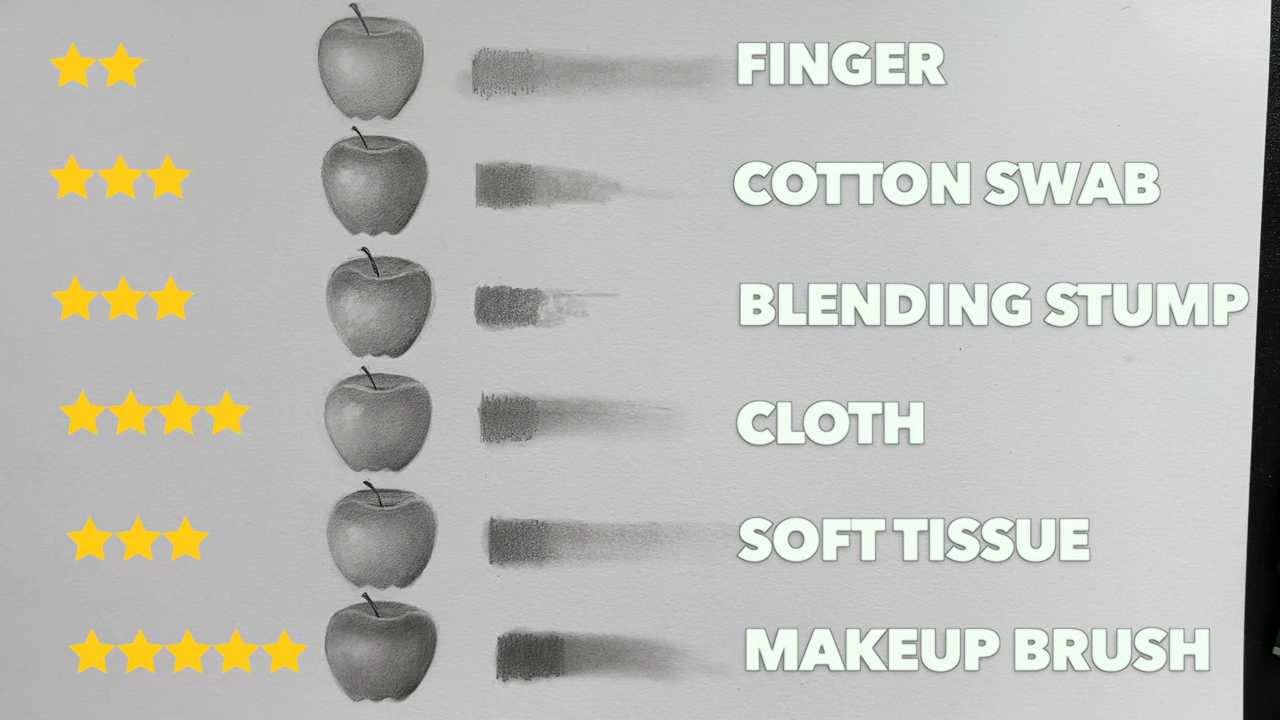 FINGER
COTTON SWAB
BLENDING STUMP
CLOTH
SOFT TISSUE
MAKEUP BRUSH